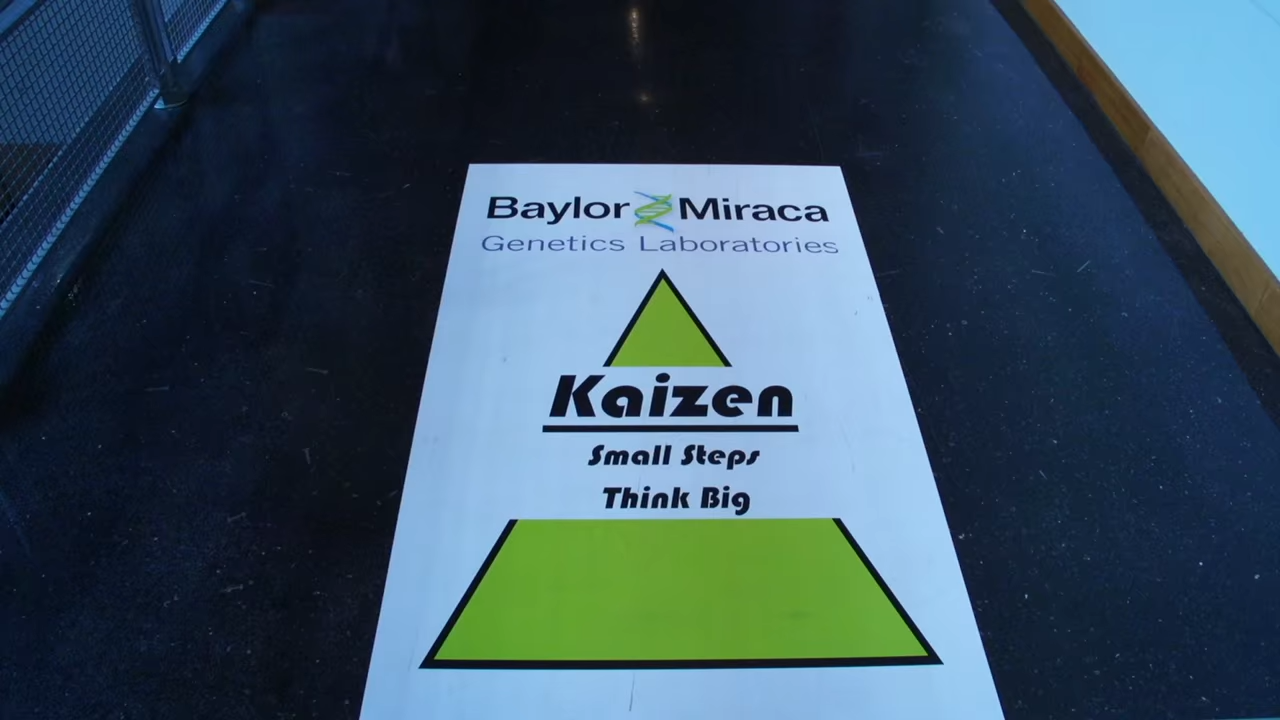 Baylor Miraca
Genetics Laboratories
Kaizen
Small Steps
Think Big